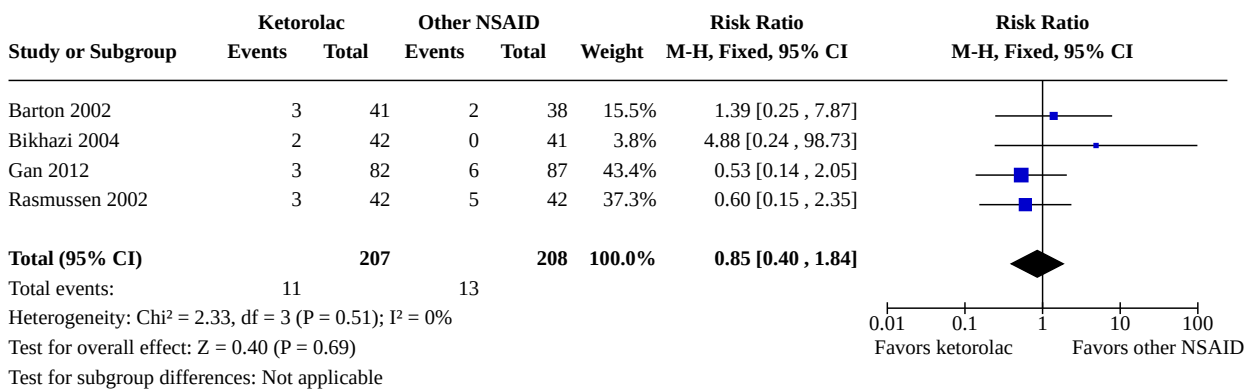 Ketorolac Other NSAID Risk Ratio Risk Ratio
Study or Subgroup Events Total Events Total Weight M-H, Fixed, 95% CI M-H, Fixed, 95% CI
Barton 2002 3 41 2 38 15.5% 1.39 [0.25 , 7.87]
Bikhazi 2004 2 42 0 41 3.8% 4.88 [0.24 , 98.73]
Gan 2012 3 82 6 87 43.4% 0.53 [0.14 , 2.05]
Rasmussen 2002 3 42 5 42 37.3% 0.60 [0.15 , 2.35]
Total (95% CI) 207 208 100.0% 0.85 [0.40 , 1.84]
Total events: 11 13
Heterogeneity: Chi² = 2.33, df = 3 (P = 0.51); I² = 0%
0.01 0.1 1 10 100
Test for overall effect: Z = 0.40 (P = 0.69) Favors ketorolac Favors other NSAID
Test for subgroup differences: Not applicable